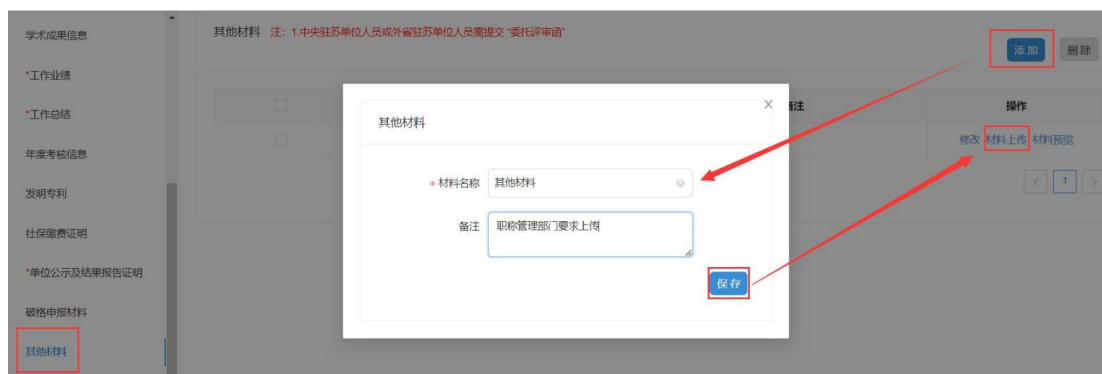 学术成果信息
*工作业绩
*工作总结
年度考核信息
发明专利
社保缴费证明
*单位公示及结果报告证明
破格申报材料
其他材料
其他材料 注：1.中央驻苏单位人员或外省驻苏单位人员需提交 “委托评审函”
添加 删除
备注 操作
修改 材料上传 材料预览
< 1 >
其他材料 X
*材料名称 其他材料
备注 职称管理部门要求上传
保存